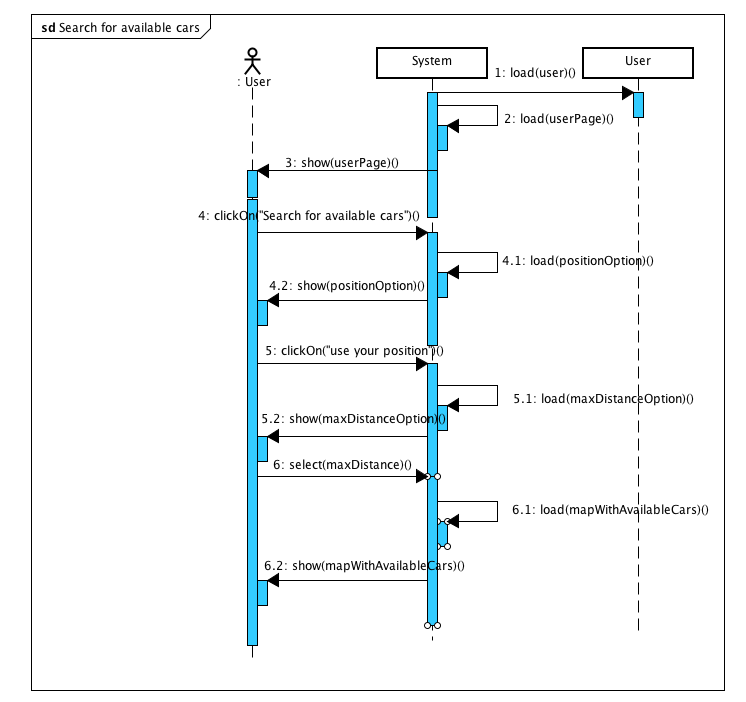 sd Search for available cars
System
User
: User
1: load(user)()
2: load(userPage)()
3: show(userPage)()
4: clickOn("Search for available cars")()
4.1: load(positionOption)()
4.2: show(positionOption)()
5: clickOn("use your position")()
5.1: load(maxDistanceOption)()
5.2: show(maxDistanceOption)()
6: select(maxDistance)()
6.1: load(mapWithAvailableCars)()
6.2: show(mapWithAvailableCars)()